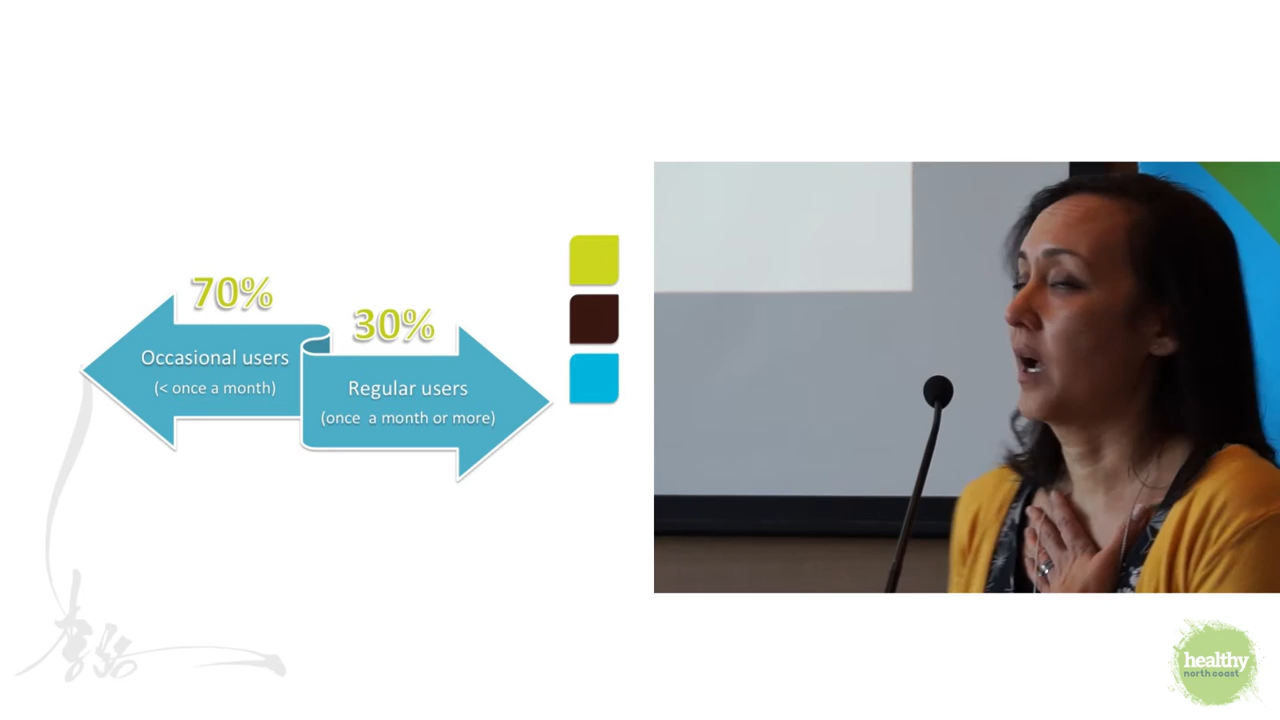 70%
Occasional users
(< once a month)
30%
Regular users
(once a month or more)
healthy
north coast